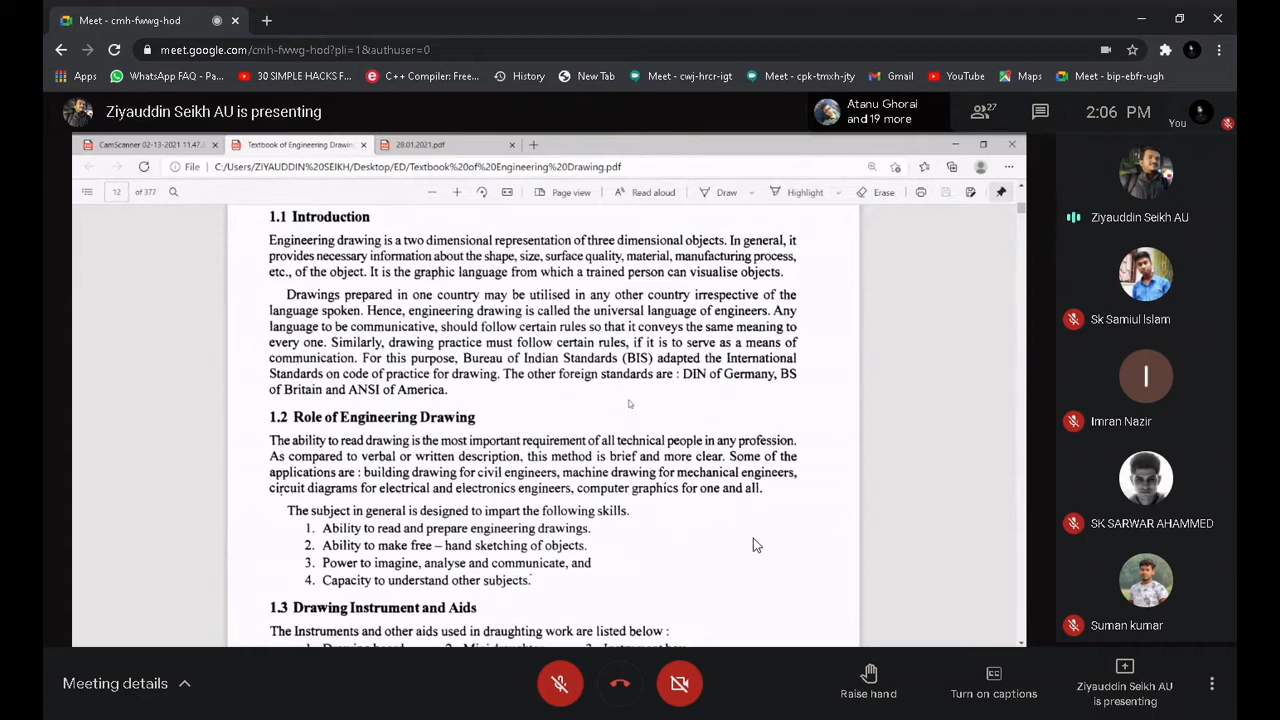 Meet - cmh-fwwg-hod
meet.google.com/cmh-fwwg-hod?pli=1&authuser=0
Apps
WhatsApp FAQ - Pa...
30 SIMPLE HACKS F...
C++ Compiler: Free...
History
New Tab
Meet - cwj-hrcr-igt
Meet - cpk-tmxh-jty
Gmail
YouTube
Maps
Meet - bip-ebfr-ugh
Ziyauddin Seikh AU is presenting
Atanu Ghorai
and 19 more
27
2:06 PM
You
CamScanner 02-13-2021 11.47.
Textbook of Engineering Drawing
28.01.2021.pdf
File
C:/Users/ZIYAUDDIN%20SEIKH/Desktop/ED/Textbook%20of%20Engineering%20Drawing.pdf
12 of 377
Page view
Read aloud
Draw
Highlight
Erase
1.1 Introduction
Engineering drawing is a two dimensional representation of three dimensional objects. In general, it
provides necessary information about the shape, size, surface quality, material, manufacturing process,
etc., of the object. It is the graphic language from which a trained person can visualise objects.
Drawings prepared in one country may be utilised in any other country irrespective of the
language spoken. Hence, engineering drawing is called the universal language of engineers. Any
language to be communicative, should follow certain rules so that it conveys the same meaning to
every one. Similarly, drawing practice must follow certain rules, if it is to serve as a means of
communication. For this purpose, Bureau of Indian Standards (BIS) adapted the International
Standards on code of practice for drawing. The other foreign standards are : DIN of Germany, BS
of Britain and ANSI of America.
1.2 Role of Engineering Drawing
The ability to read drawing is the most important requirement of all technical people in any profession.
As compared to verbal or written description, this method is brief and more clear. Some of the
applications are : building drawing for civil engineers, machine drawing for mechanical engineers,
circuit diagrams for electrical and electronics engineers, computer graphics for one and all.
The subject in general is designed to impart the following skills.
1. Ability to read and prepare engineering drawings.
2. Ability to make free – hand sketching of objects.
3. Power to imagine, analyse and communicate, and
4. Capacity to understand other subjects.
1.3 Drawing Instrument and Aids
The Instruments and other aids used in draughting work are listed below :
Ziyauddin Seikh AU
Sk Samiul Islam
I
Imran Nazir
SK SARWAR AHAMMED
Suman kumar
Meeting details
Raise hand
Turn on captions
Ziyauddin Seikh AU
is presenting